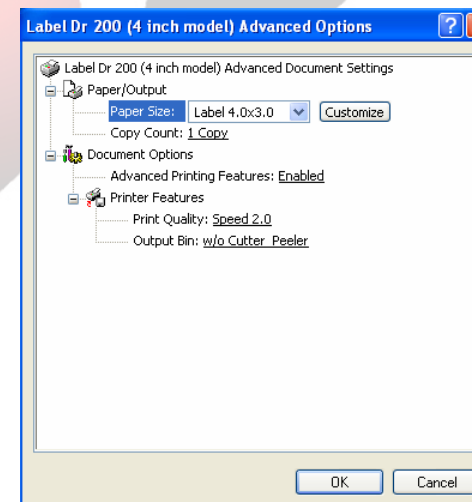 Label Dr 200 (4 inch model) Advanced Options
Label Dr 200 (4 inch model) Advanced Document Settings
Paper/Output
Paper Size: Label 4.0x3.0 Customize
Copy Count: 1 Copy
Document Options
Advanced Printing Features: Enabled
Printer Features
Print Quality: Speed 2.0
Output Bin: w/o Cutter_Peeler
OK Cancel